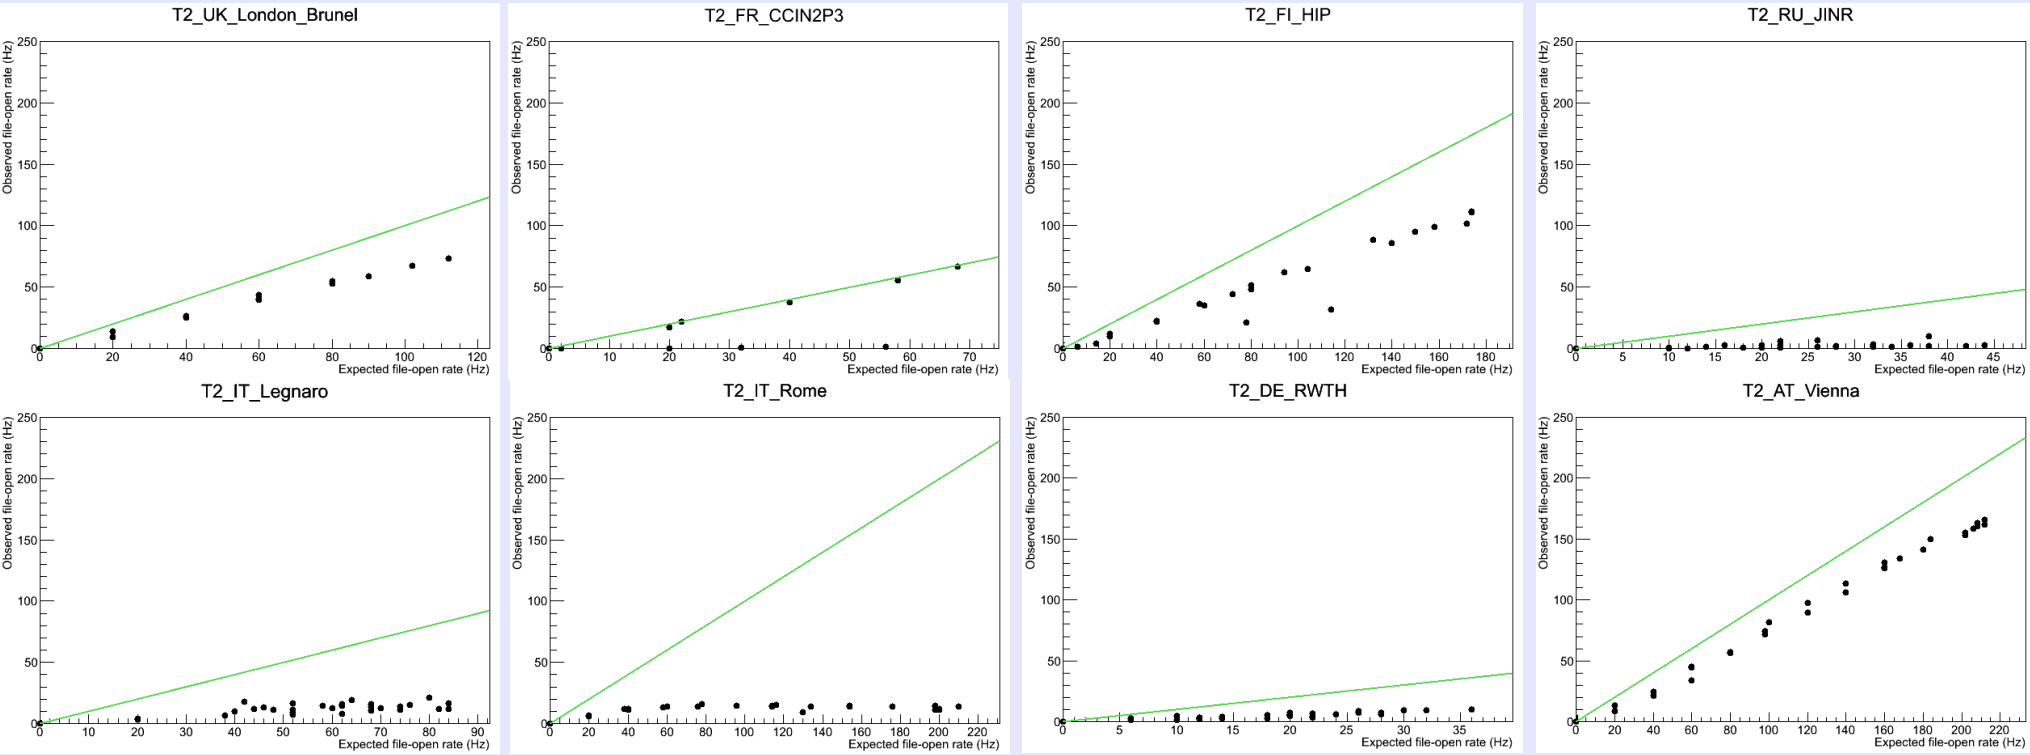 T2_UK_London_Brunel
Observed file-open rate (Hz)
250
200
150
100
50
0
0 20 40 60 80 100 120
Expected file-open rate (Hz)
T2_FR_CCIN2P3
Observed file-open rate (Hz)
250
200
150
100
50
0
0 10 20 30 40 50 60 70
Expected file-open rate (Hz)
T2_FI_HIP
Observed file-open rate (Hz)
250
200
150
100
50
0
0 20 40 60 80 100 120 140 160 180
Expected file-open rate (Hz)
T2_RU_JINR
Observed file-open rate (Hz)
250
200
150
100
50
0
0 5 10 15 20 25 30 35 40 45
Expected file-open rate (Hz)
T2_IT_Legnaro
Observed file-open rate (Hz)
250
200
150
100
50
0
0 10 20 30 40 50 60 70 80 90
Expected file-open rate (Hz)
T2_IT_Rome
Observed file-open rate (Hz)
250
200
150
100
50
0
0 20 40 60 80 100 120 140 160 180 200 220
Expected file-open rate (Hz)
T2_DE_RWTH
Observed file-open rate (Hz)
250
200
150
100
50
0
0 5 10 15 20 25 30 35
Expected file-open rate (Hz)
T2_AT_Vienna
Observed file-open rate (Hz)
250
200
150
100
50
0
0 20 40 60 80 100 120 140 160 180 200 220
Expected file-open rate (Hz)